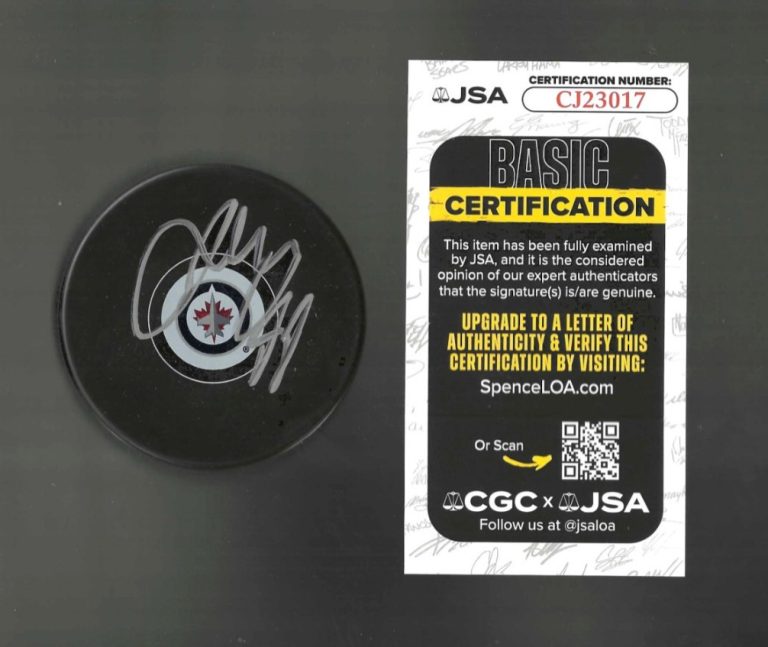 JSA
CERTIFICATION NUMBER:
CJ23017
BASIC
CERTIFICATION
This item has been fully examined
by JSA, and it is the considered
opinion of our expert authenticators
that the signature(s) is/are genuine.
UPGRADE TO A LETTER OF
AUTHENTICITY & VERIFY THIS
CERTIFICATION BY VISITING:
SpenceLOA.com
Or Scan
CGC x JSA
Follow us at @jsaloa